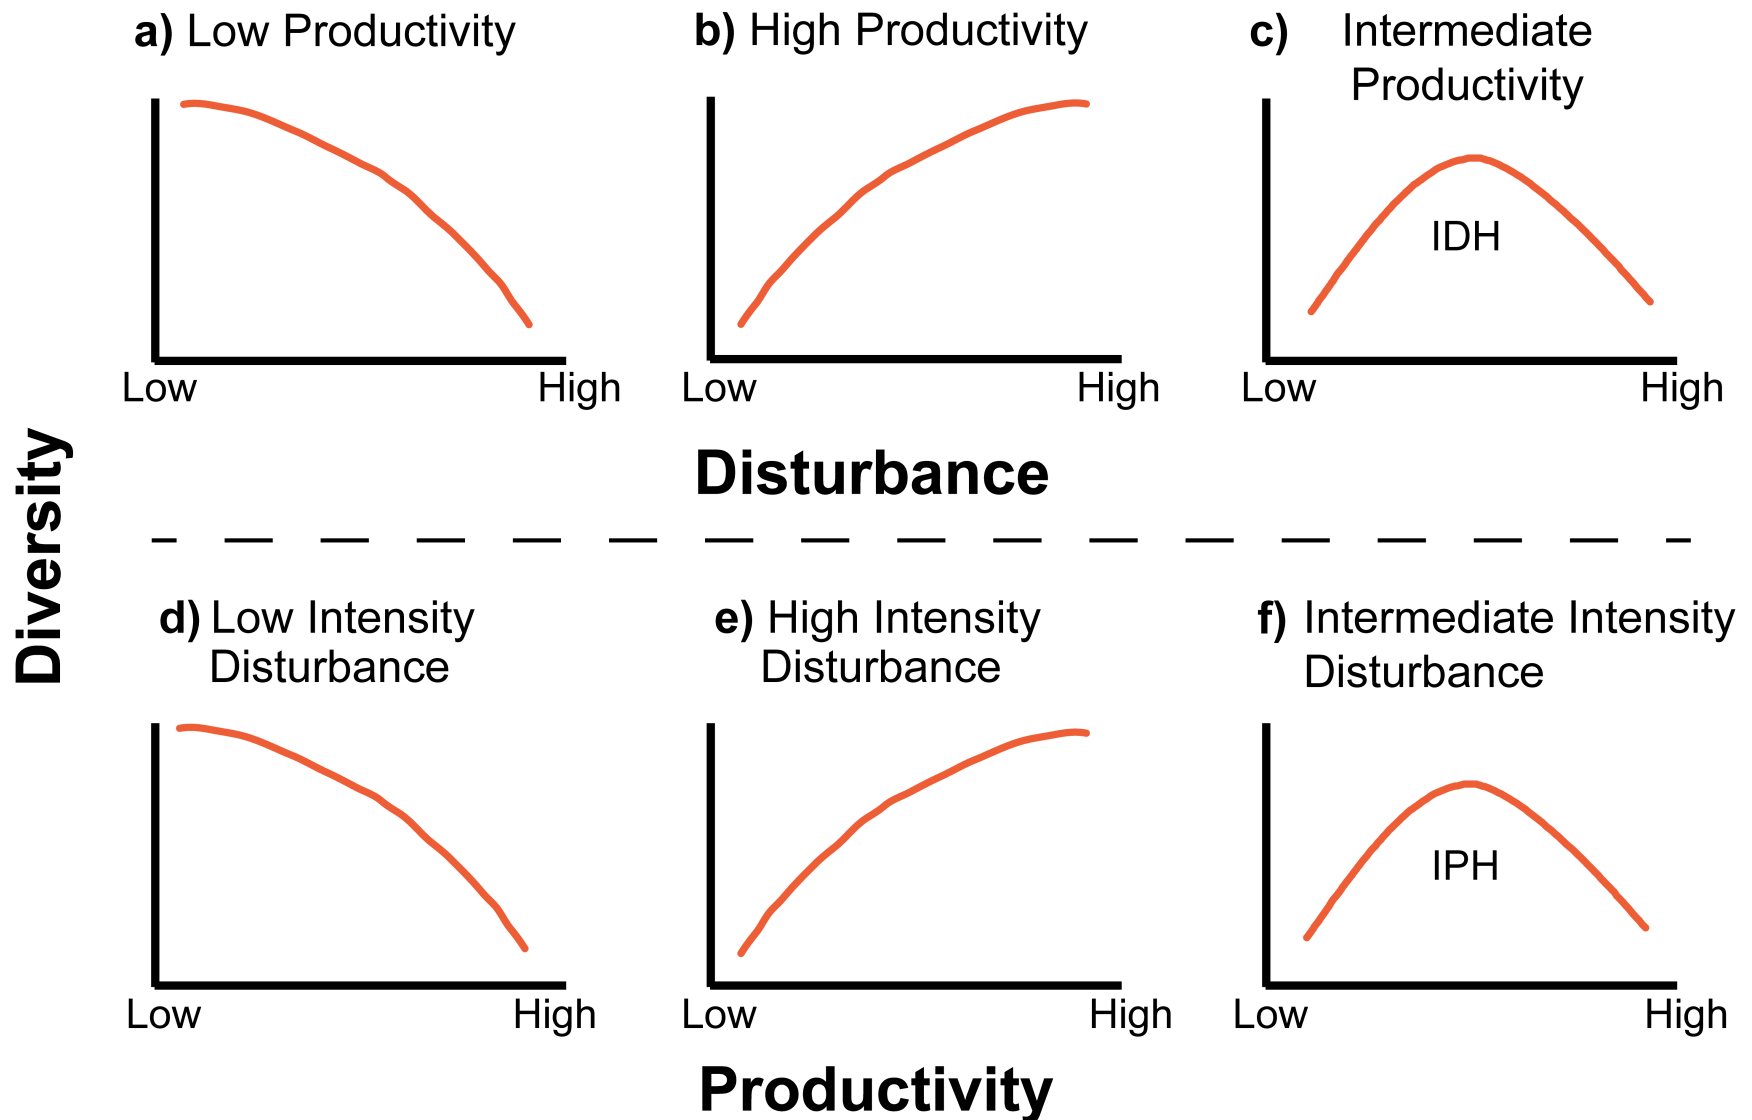 a) Low Productivity
b) High Productivity
c) Intermediate
Productivity
IDH
Low
High
Low
High
Low
High
Disturbance
Diversity
d) Low Intensity
Disturbance
e) High Intensity
Disturbance
f) Intermediate Intensity
Disturbance
IPH
Low
High
Low
High
Low
High
Productivity